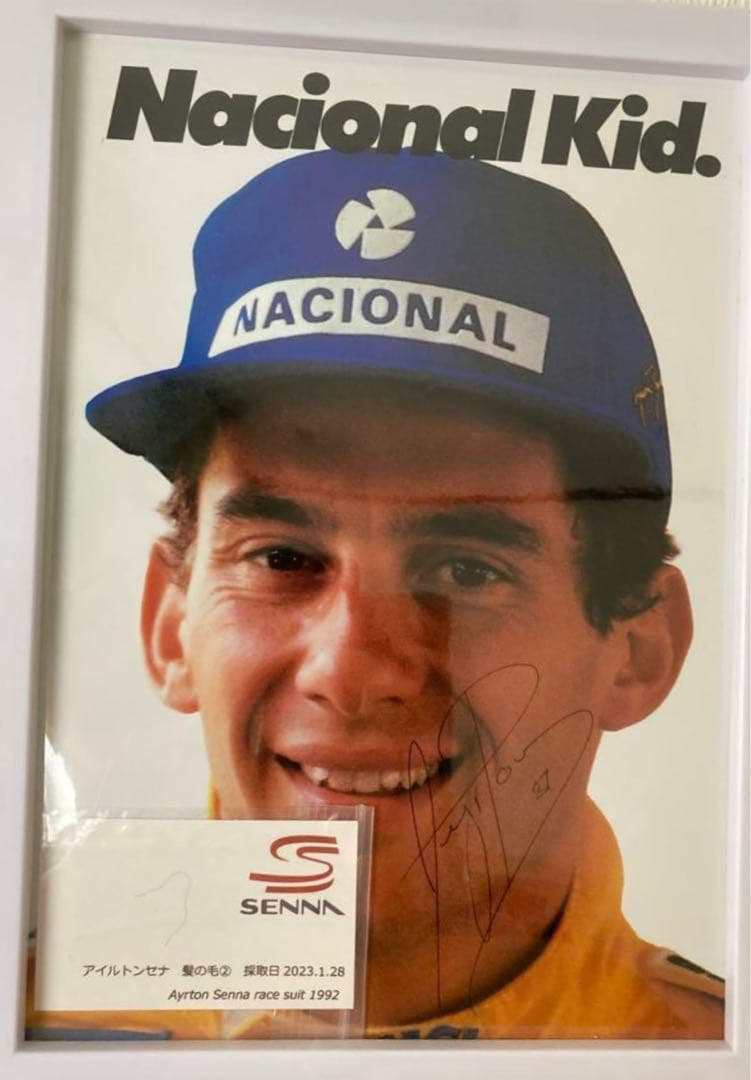 Nacional Kid.
NACIONAL
SENNA
アイルトンセナ 髪の毛② 採取日 2023.1.28
Ayrton Senna race suit 1992